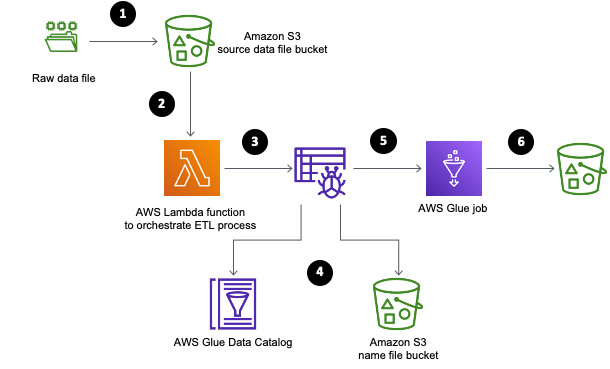 1
Amazon S3
source data file bucket
Raw data file
2
3
5
6
AWS Lambda function
to orchestrate ETL process
AWS Glue job
4
AWS Glue Data Catalog
Amazon S3
name file bucket